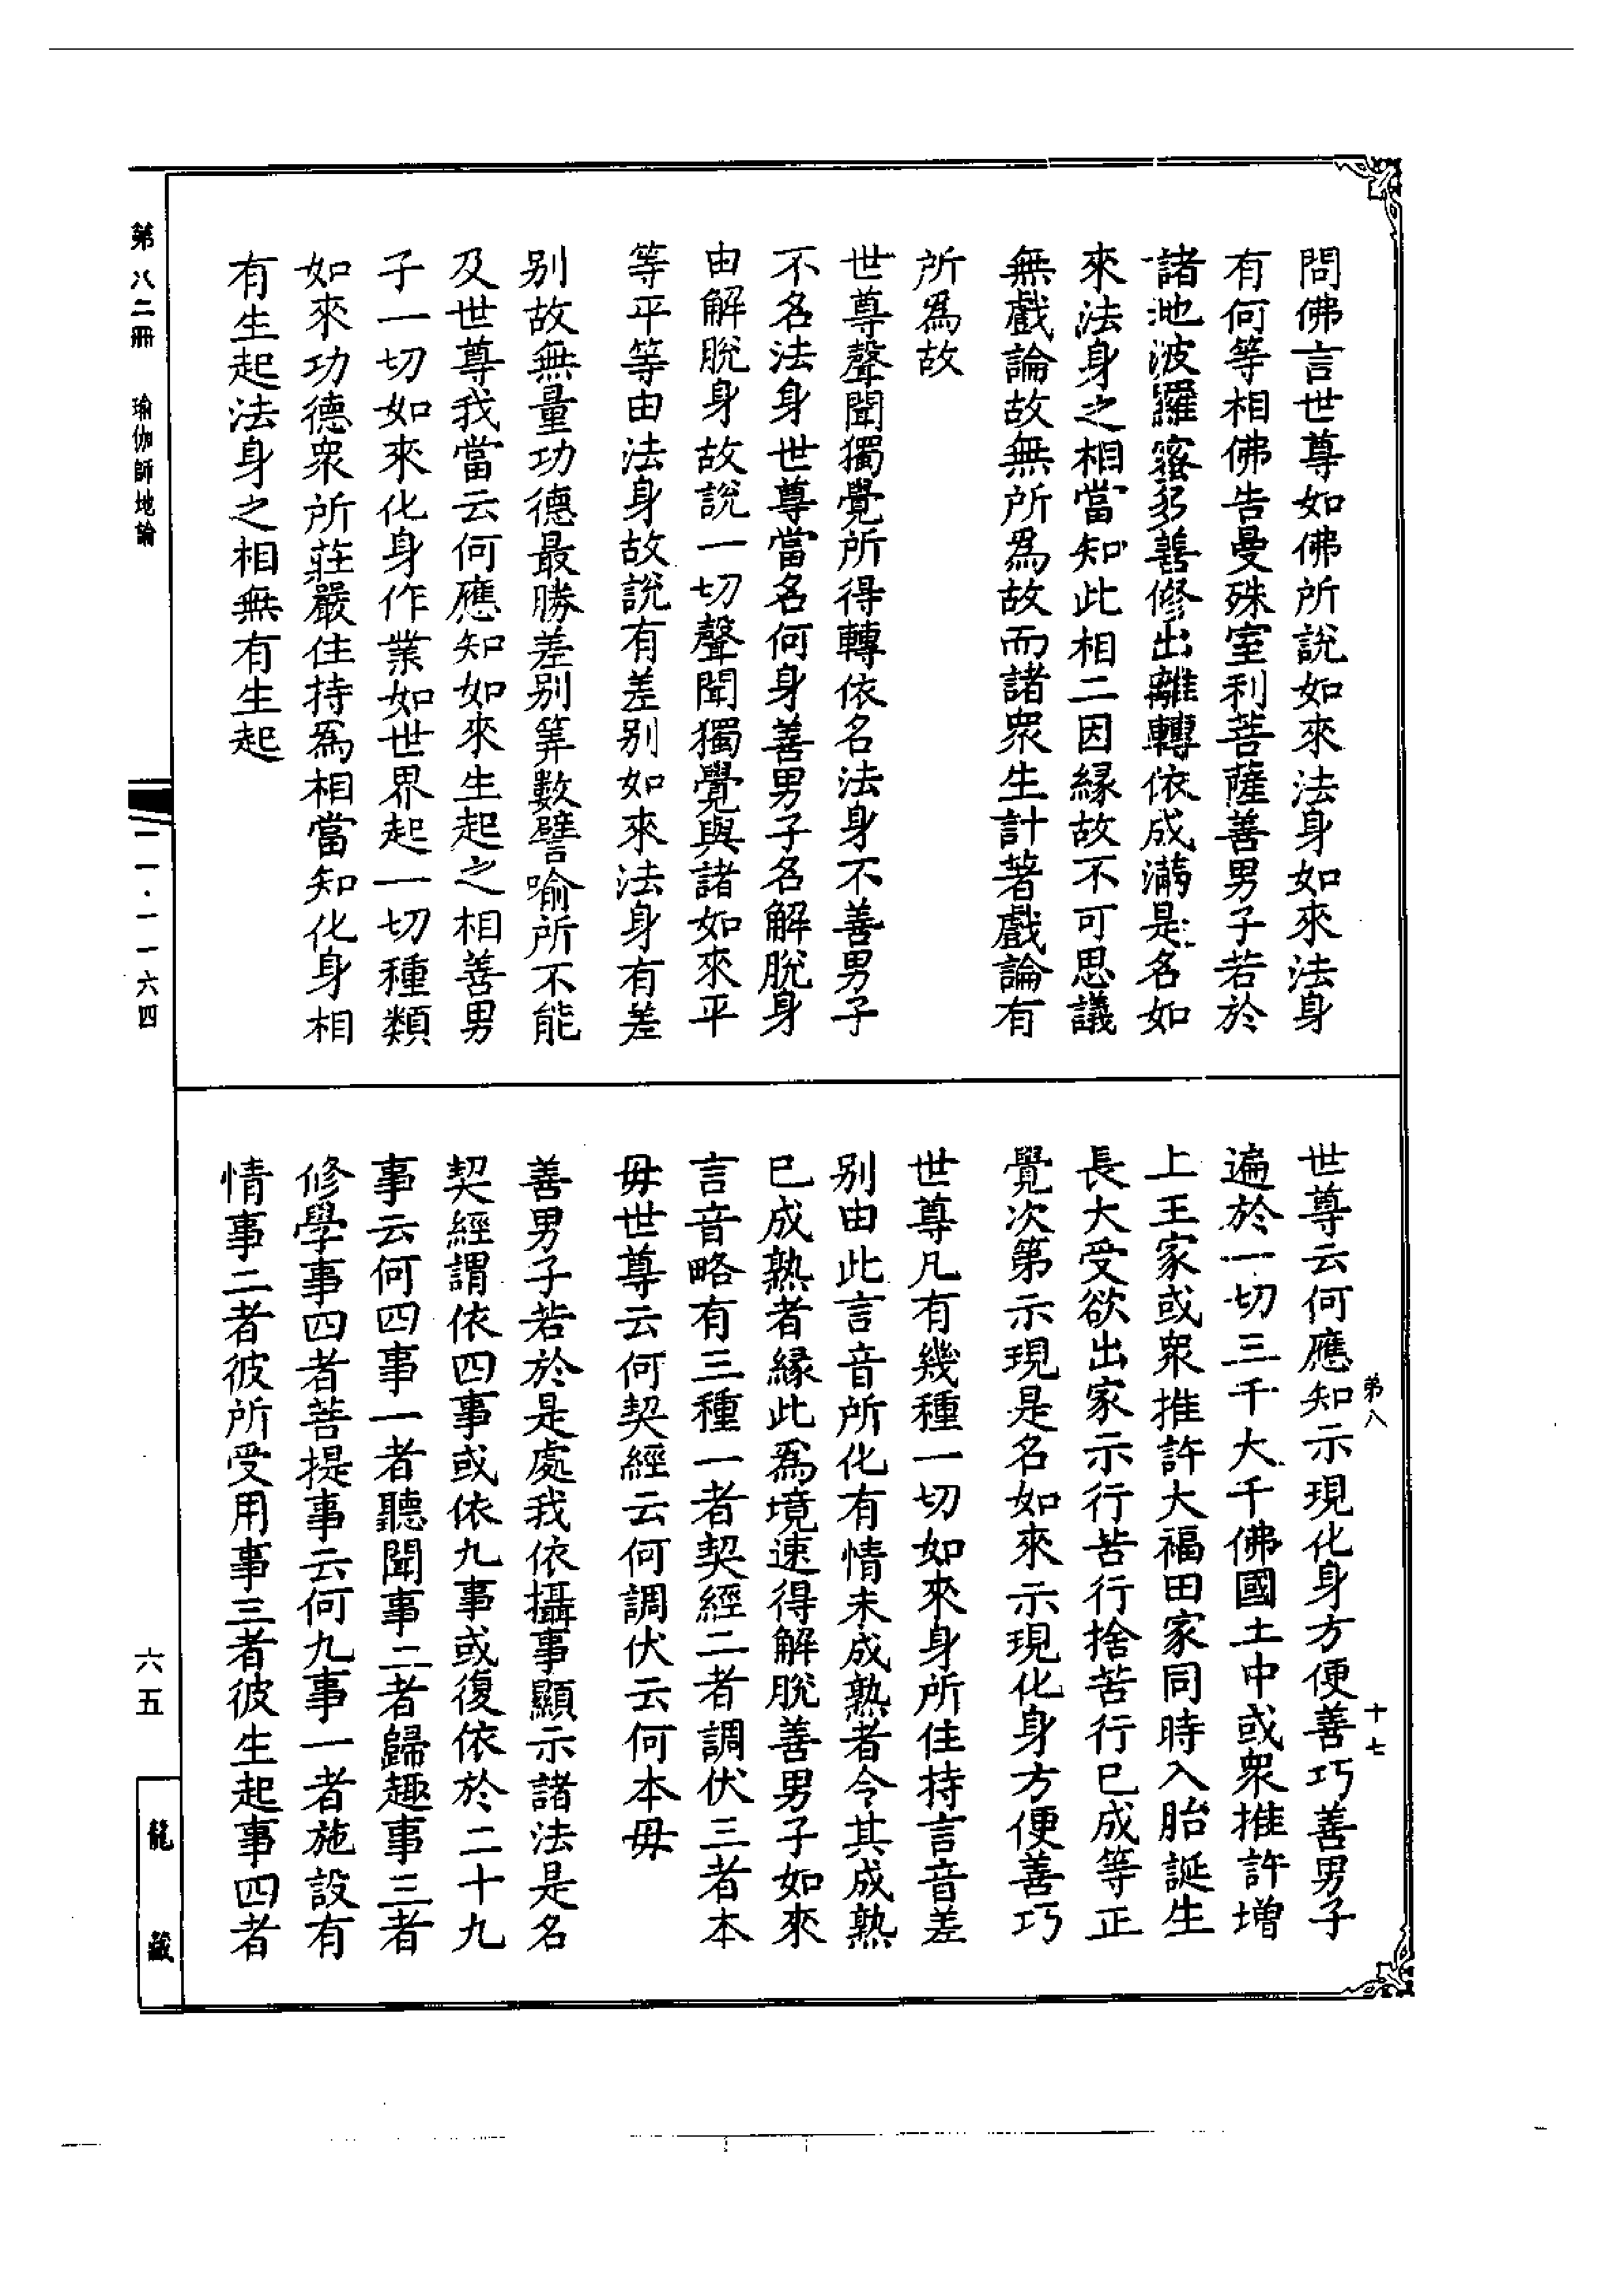 問佛言世尊如佛所說如來法身如來法身
有何等相佛告曼殊室利菩薩善男子若於
諸地波羅蜜多善修出離轉依成滿是名如
來法身之相當知此相二因緣故不可思議
無戲論故無所爲故而諸衆生計著戲論有
所爲故
世尊聲聞獨覺所得轉依名法身不善男子
不名法身世尊當名何身善男子名解脫身
由解脫身故說一切聲聞獨覺與諸如來平
等平等由法身故說有差別如來法身有差
別故無量功德最勝差別筭數譬喻所不能
及世尊我當云何應知如來生起之相善男
子一切如來化身作業如世界起一切種類
如來功德衆所莊嚴住持爲相當知化身相
有生起法身之相無有生起
第八
十七
世尊云何應知示現化身方便善巧善男子
遍於一切三千大千佛國土中或衆推許增
上王家或衆推許大福田家同時入胎誕生
長大受欲出家示行苦行捨苦行已成等正
覺次第示現是名如來示現化身方便善巧
世尊凡有幾種一切如來身所住持言音差
別由此言音所化有情未成熟者令其成熟
已成熟者緣此爲境速得解脫善男子如來
言音略有三種一者契經二者調伏三者本
母世尊云何契經云何調伏云何本母
善男子若於是處我依攝事顯示諸法是名
契經謂依四事或依九事或復依於二十九
事云何四事一者聽聞事二者歸趣事三者
修學事四者菩提事云何九事一者施設有
情事二者彼所受用事三者彼生起事四者
第八二冊
瑜伽師地論
一一·一一六四
六五
龍藏